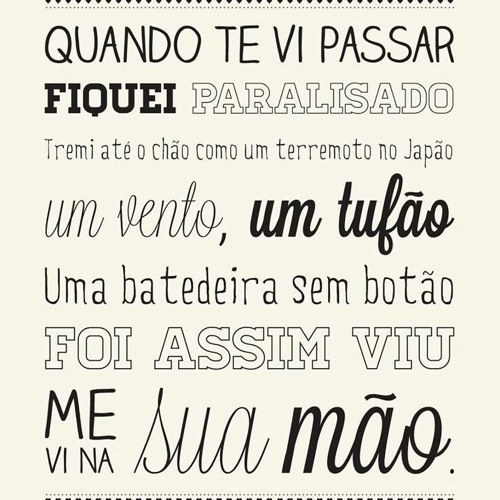 QUANDO TE VI PASSAR
FIQUEI PARALISADO
Tremi até o chão como um terremoto no Japão
um vento, um tufão
Uma batedeira sem botão
FOI ASSIM VIU
ME
VI NA sua mão.